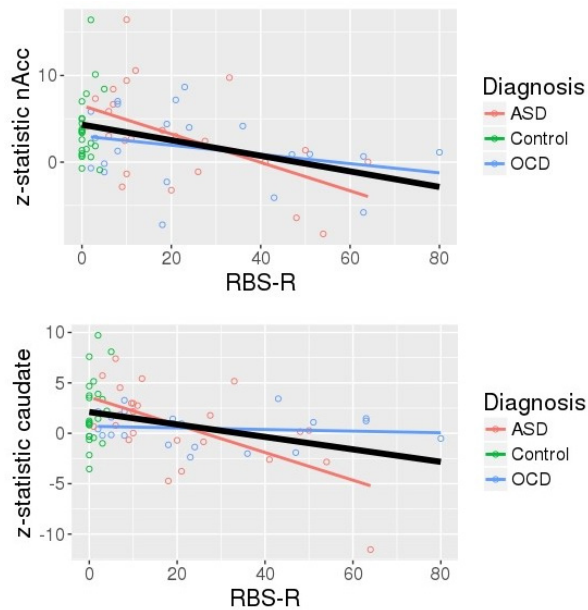 z-statistic nAcc
10
0
0
20
40
60
80
RBS-R
Diagnosis
ASD
Control
OCD
z-statistic caudate
10
5
0
-5
-10
0
20
40
60
80
RBS-R
Diagnosis
ASD
Control
OCD